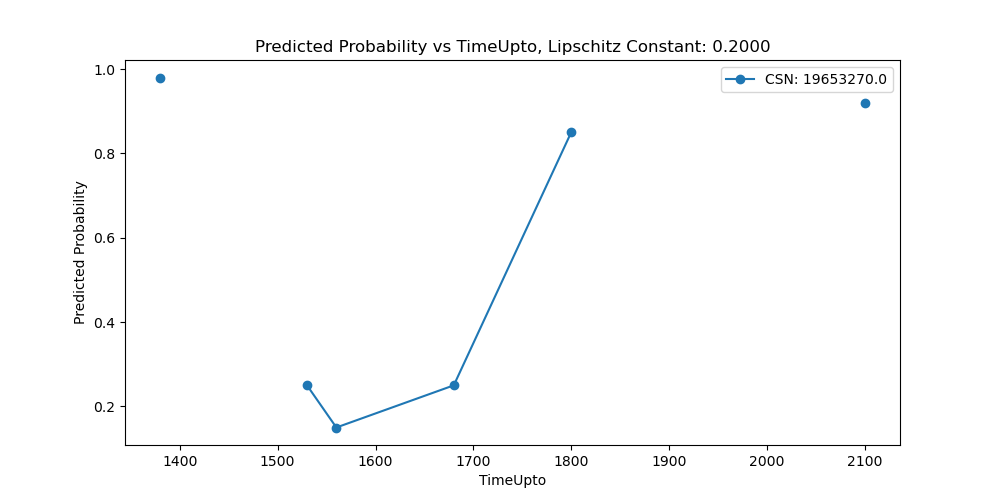 Predicted Probability vs TimeUpto, Lipschitz Constant: 0.2000
CSN: 19653270.0
Predicted Probability
1.0
0.8
0.6
0.4
0.2
1400 1500 1600 1700 1800 1900 2000 2100
TimeUpto